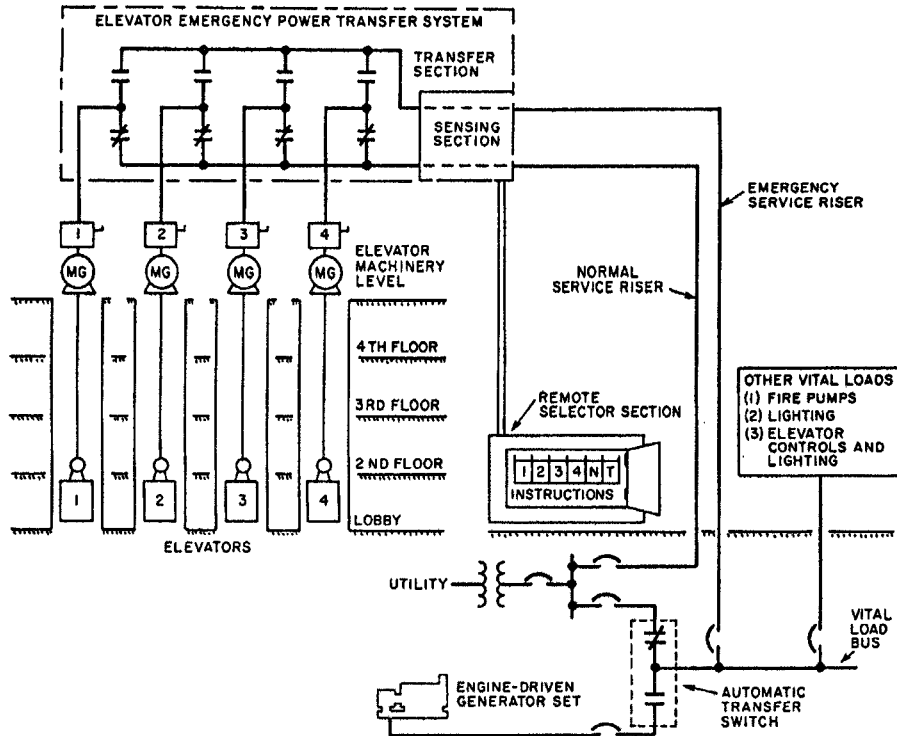 ELEVATOR EMERGENCY POWER TRANSFER SYSTEM
TRANSFER
SECTION
SENSING
SECTION
EMERGENCY
SERVICE RISER
1
2
3
4
MG
MG
MG
MG
ELEVATOR
MACHINERY
LEVEL
NORMAL
SERVICE RISER
4TH FLOOR
3RD FLOOR
2ND FLOOR
LOBBY
1
2
3
4
ELEVATORS
REMOTE
SELECTOR SECTION
1 2 3 4 N T
INSTRUCTIONS
OTHER VITAL LOADS
(1) FIRE PUMPS
(2) LIGHTING
(3) ELEVATOR
CONTROLS AND
LIGHTING
UTILITY
VITAL
LOAD
BUS
ENGINE-DRIVEN
GENERATOR SET
AUTOMATIC
TRANSFER
SWITCH